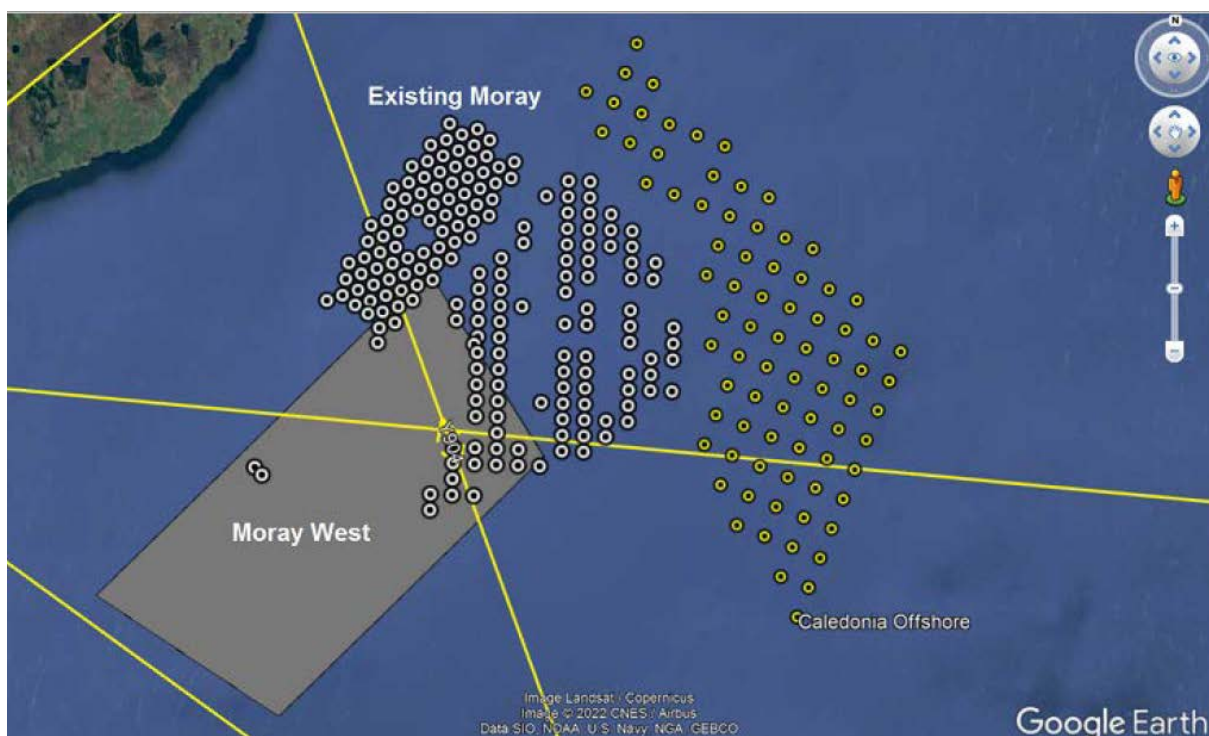 N
Existing Moray
Moray West
Caledonia Offshore
Image Landsat / Copernicus
Image © 2022 CNES / Airbus
Data SIO, NOAA, U.S. Navy, NGA, GEBCO
Google Earth